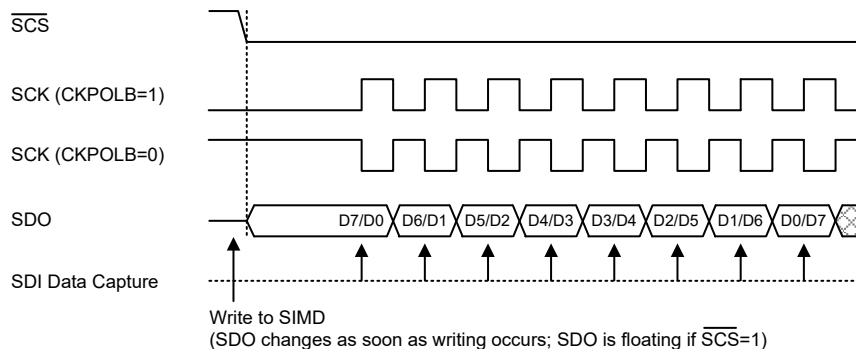 SCS
SCK (CKPOLB=1)
SCK (CKPOLB=0)
SDO D7/D0 D6/D1 D5/D2 D4/D3 D3/D4 D2/D5 D1/D6 D0/D7
SDI Data Capture
Write to SIMD
(SDO changes as soon as writing occurs; SDO is floating if SCS=1)